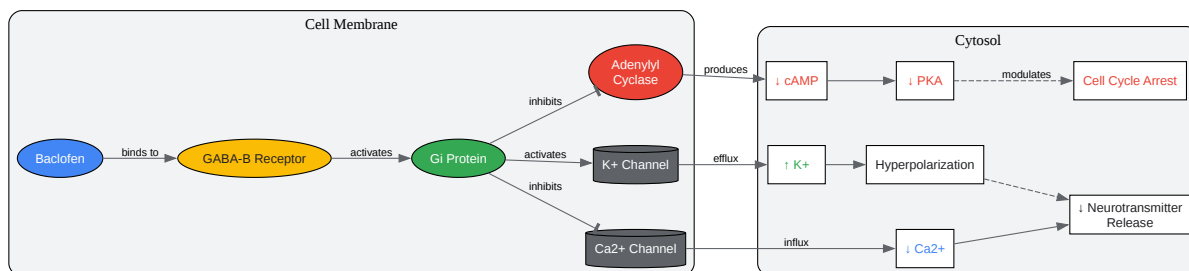 Cell Membrane
Cytosol
Adenylyl
Cyclase
produces
↓ cAMP
↓ PKA
modulates
Cell Cycle Arrest
inhibits
Baclofen
binds to
GABA-B Receptor
activates
Gi Protein
activates
K+ Channel
efflux
↑ K+
Hyperpolarization
inhibits
↓ Neurotransmitter
Release
Ca2+ Channel
influx
↓ Ca2+